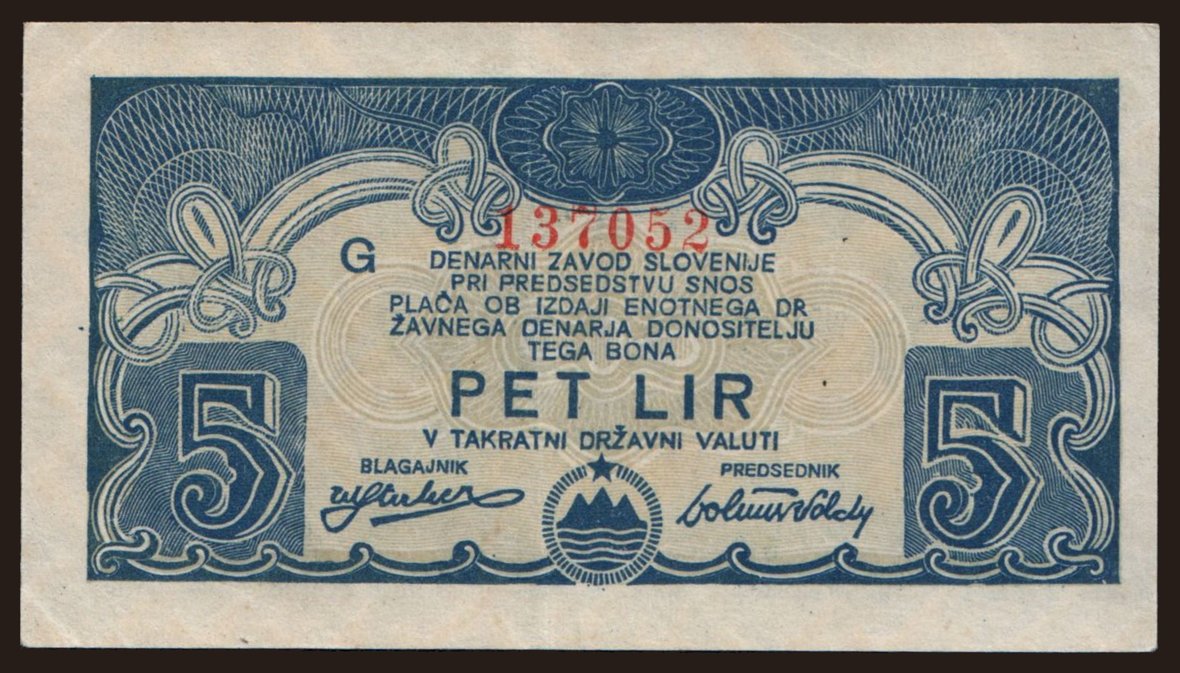 137052
G
DENARNI ZAVOD SLOVENIJE
PRI PREDSEDSTVU SNOS
PLAČA OB IZDAJI ENOTNEGA DR
ŽAVNEGA DENARJA DONOSITELJU
TEGA BONA
PET LIR
V TAKRATNI DRŽAVNI VALUTI
BLAGAJNIK PREDSEDNIK
5 5